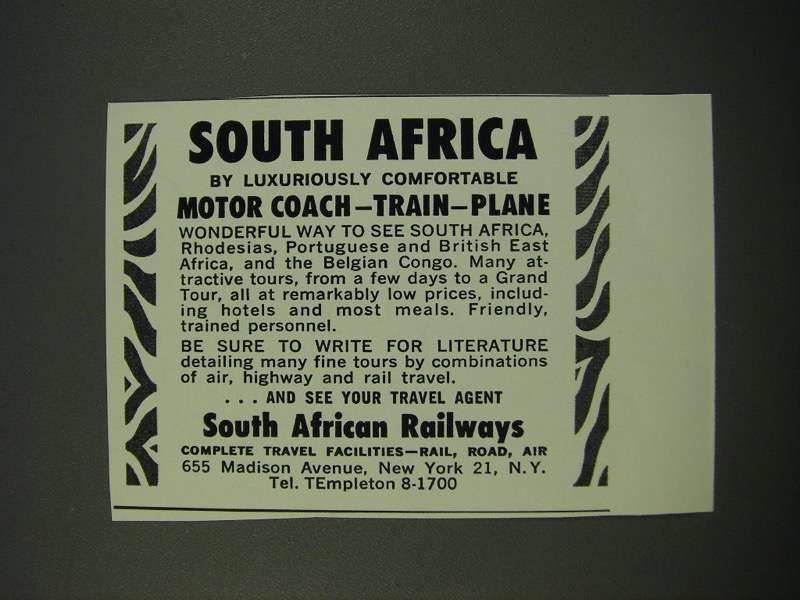 SOUTH AFRICA
BY LUXURIOUSLY COMFORTABLE
MOTOR COACH–TRAIN–PLANE
WONDERFUL WAY TO SEE SOUTH AFRICA,
Rhodesias, Portuguese and British East
Africa, and the Belgian Congo. Many at-
tractive tours, from a few days to a Grand
Tour, all at remarkably low prices, includ-
ing hotels and most meals. Friendly,
trained personnel.
BE SURE TO WRITE FOR LITERATURE
detailing many fine tours by combinations
of air, highway and rail travel.
. . . AND SEE YOUR TRAVEL AGENT
South African Railways
COMPLETE TRAVEL FACILITIES—RAIL, ROAD, AIR
655 Madison Avenue, New York 21, N.Y.
Tel. TEmpleton 8-1700